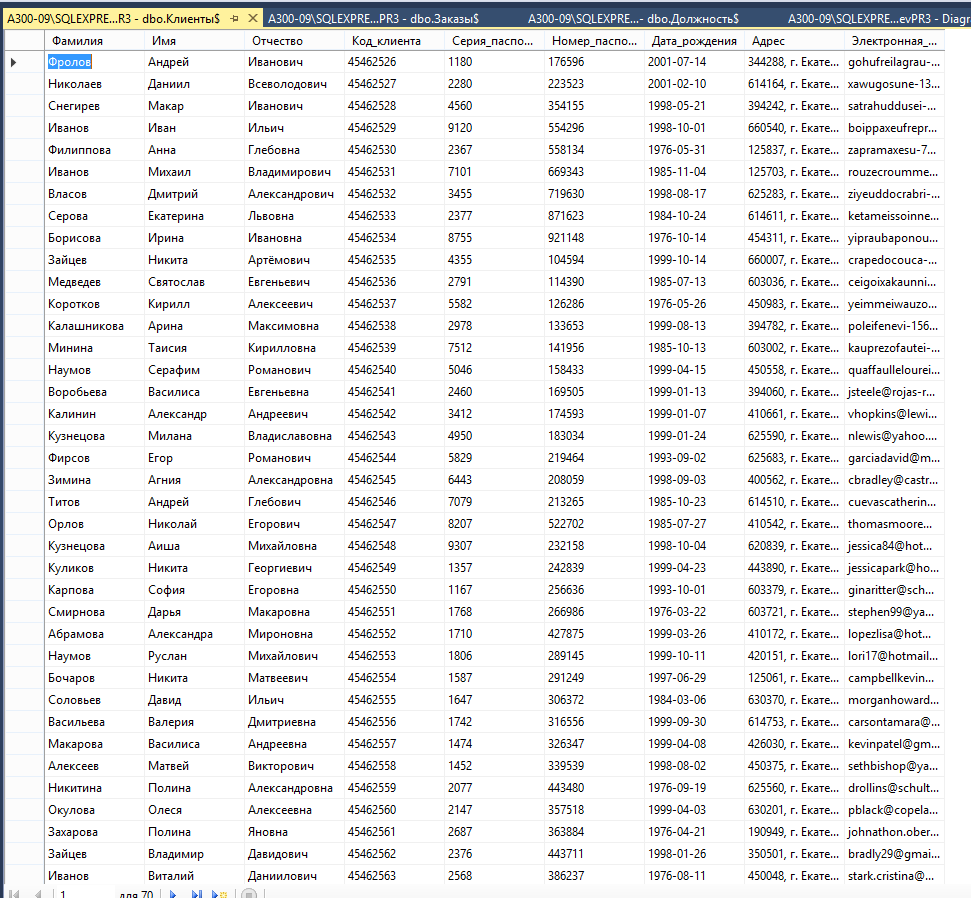 A300-09\SQLEXPRE...R3 - dbo.Клиенты$ A300-09\SQLEXPRE...PR3 - dbo.Заказы$ A300-09\SQLEXPRE...- dbo.Должность$ A300-09\SQLEXPRE...evPR3 - Diagra
Фамилия Имя Отчество Код_клиента Серия_паспо... Номер_паспо... Дата_рождения Адрес Электронная_...
Фролов Андрей Иванович 45462526 1180 176596 2001-07-14 344288, г. Екате... gohufreilagrau-...
Николаев Даниил Всеволодович 45462527 2280 223523 2001-02-10 614164, г. Екате... xawugosune-13...
Снегирев Макар Иванович 45462528 4560 354155 1998-05-21 394242, г. Екате... satrahuddusei-...
Иванов Иван Ильич 45462529 9120 554296 1998-10-01 660540, г. Екате... boippaxeufrepr...
Филиппова Анна Глебовна 45462530 2367 558134 1976-05-31 125837, г. Екате... zapramaxesu-7...
Иванов Михаил Владимирович 45462531 7101 669343 1985-11-04 125703, г. Екате... rouzecroumme...
Власов Дмитрий Александрович 45462532 3455 719630 1998-08-17 625283, г. Екате... ziyeuddocrabri-...
Серова Екатерина Львовна 45462533 2377 871623 1984-10-24 614611, г. Екате... ketameissoinne...
Борисова Ирина Ивановна 45462534 8755 921148 1976-10-14 454311, г. Екате... yipraubaponou...
Зайцев Никита Артёмович 45462535 4355 104594 1999-10-14 660007, г. Екате... crapedocouca-...
Медведев Святослав Евгеньевич 45462536 2791 114390 1985-07-13 603036, г. Екате... ceigoixakaunni...
Коротков Кирилл Алексеевич 45462537 5582 126286 1976-05-26 450983, г. Екате... yeimmeiwauzo...
Калашникова Арина Максимовна 45462538 2978 133653 1999-08-13 394782, г. Екате... poleifenevi-156...
Минина Таисия Кирилловна 45462539 7512 141956 1985-10-13 603002, г. Екате... kauprezofautei-...
Наумов Серафим Романович 45462540 5046 158433 1999-04-15 450558, г. Екате... quaffaullelourei...
Воробьева Василиса Евгеньевна 45462541 2460 169505 1999-01-13 394060, г. Екате... jsteele@rojas-r...
Калинин Александр Андреевич 45462542 3412 174593 1999-01-07 410661, г. Екате... vhopkins@lewi...
Кузнецова Милана Владиславовна 45462543 4950 183034 1999-01-24 625590, г. Екате... nlewis@yahoo....
Фирсов Егор Романович 45462544 5829 219464 1993-09-02 625683, г. Екате... garciadavid@m...
Зимина Агния Александровна 45462545 6443 208059 1998-09-03 400562, г. Екате... cbradley@castr...
Титов Андрей Глебович 45462546 7079 213265 1985-10-23 614510, г. Екате... cuevascatherin...
Орлов Николай Егорович 45462547 8207 522702 1985-07-27 410542, г. Екате... thomasmoore...
Кузнецова Аиша Михайловна 45462548 9307 232158 1998-10-04 620839, г. Екате... jessica84@hot...
Куликов Никита Георгиевич 45462549 1357 242839 1999-04-23 443890, г. Екате... jessicapark@ho...
Карпова София Егоровна 45462550 1167 256636 1993-10-01 603379, г. Екате... ginaritter@sch...
Смирнова Дарья Макаровна 45462551 1768 266986 1976-03-22 603721, г. Екате... stephen99@ya...
Абрамова Александра Мироновна 45462552 1710 427875 1999-03-26 410172, г. Екате... lopezlisa@hot...
Наумов Руслан Михайлович 45462553 1806 289145 1999-10-11 420151, г. Екате... lori17@hotmail...
Бочаров Никита Матвеевич 45462554 1587 291249 1997-06-29 125061, г. Екате... campbellkevin...
Соловьев Давид Ильич 45462555 1647 306372 1984-03-06 630370, г. Екате... morganhoward...
Васильева Валерия Дмитриевна 45462556 1742 316556 1999-09-30 614753, г. Екате... carsontamara@...
Макарова Василиса Андреевна 45462557 1474 326347 1999-04-08 426030, г. Екате... kevinpatel@gm...
Алексеев Матвей Викторович 45462558 1452 339539 1998-08-02 450375, г. Екате... sethbishop@ya...
Никитина Полина Александровна 45462559 2077 443480 1976-09-19 625560, г. Екате... drollins@schult...
Окулова Олеся Алексеевна 45462560 2147 357518 1999-04-03 630201, г. Екате... pblack@copela...
Захарова Полина Яновна 45462561 2687 363884 1976-04-21 190949, г. Екате... johnathon.ober...
Зайцев Владимир Давидович 45462562 2376 443711 1998-01-26 350501, г. Екате... bradly29@gmai...
Иванов Виталий Даниилович 45462563 2568 386237 1976-08-11 450048, г. Екате... stark.cristina@...
1 для 70